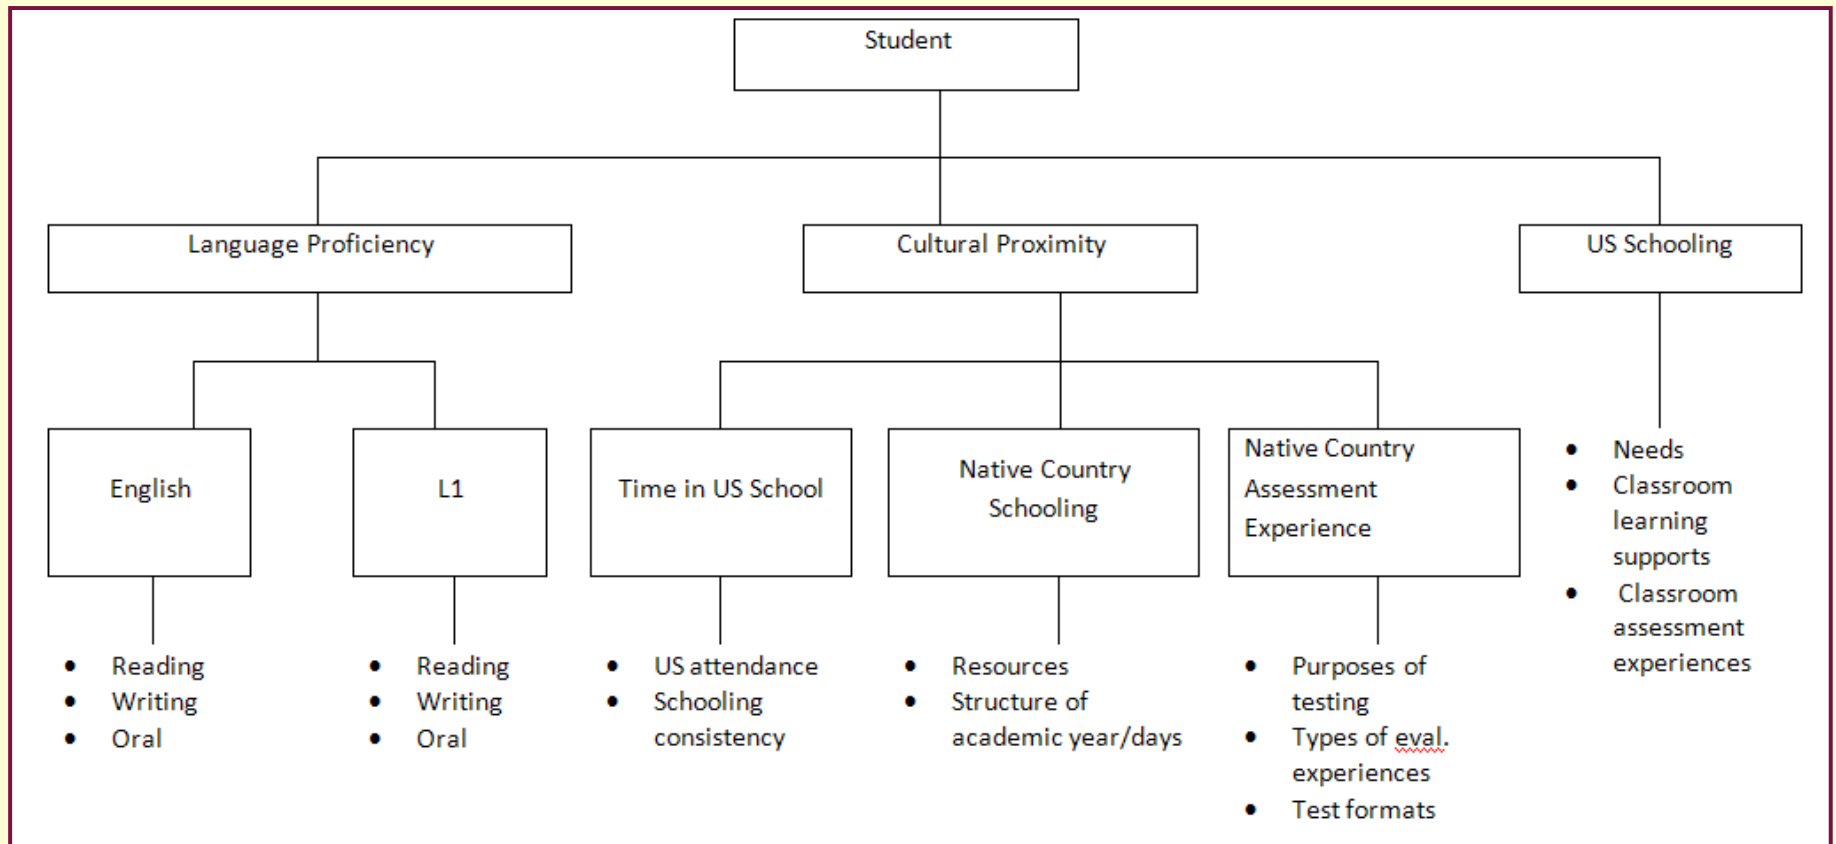 Student
Language Proficiency
Cultural Proximity
US Schooling
English
L1
Time in US School
Native Country
Schooling
Native Country
Assessment
Experience
• Needs
• Classroom
learning
supports
• Classroom
assessment
experiences
• Reading
• Writing
• Oral
• Reading
• Writing
• Oral
• US attendance
• Schooling
consistency
• Resources
• Structure of
academic year/days
• Purposes of
testing
• Types of eval.
experiences
• Test formats